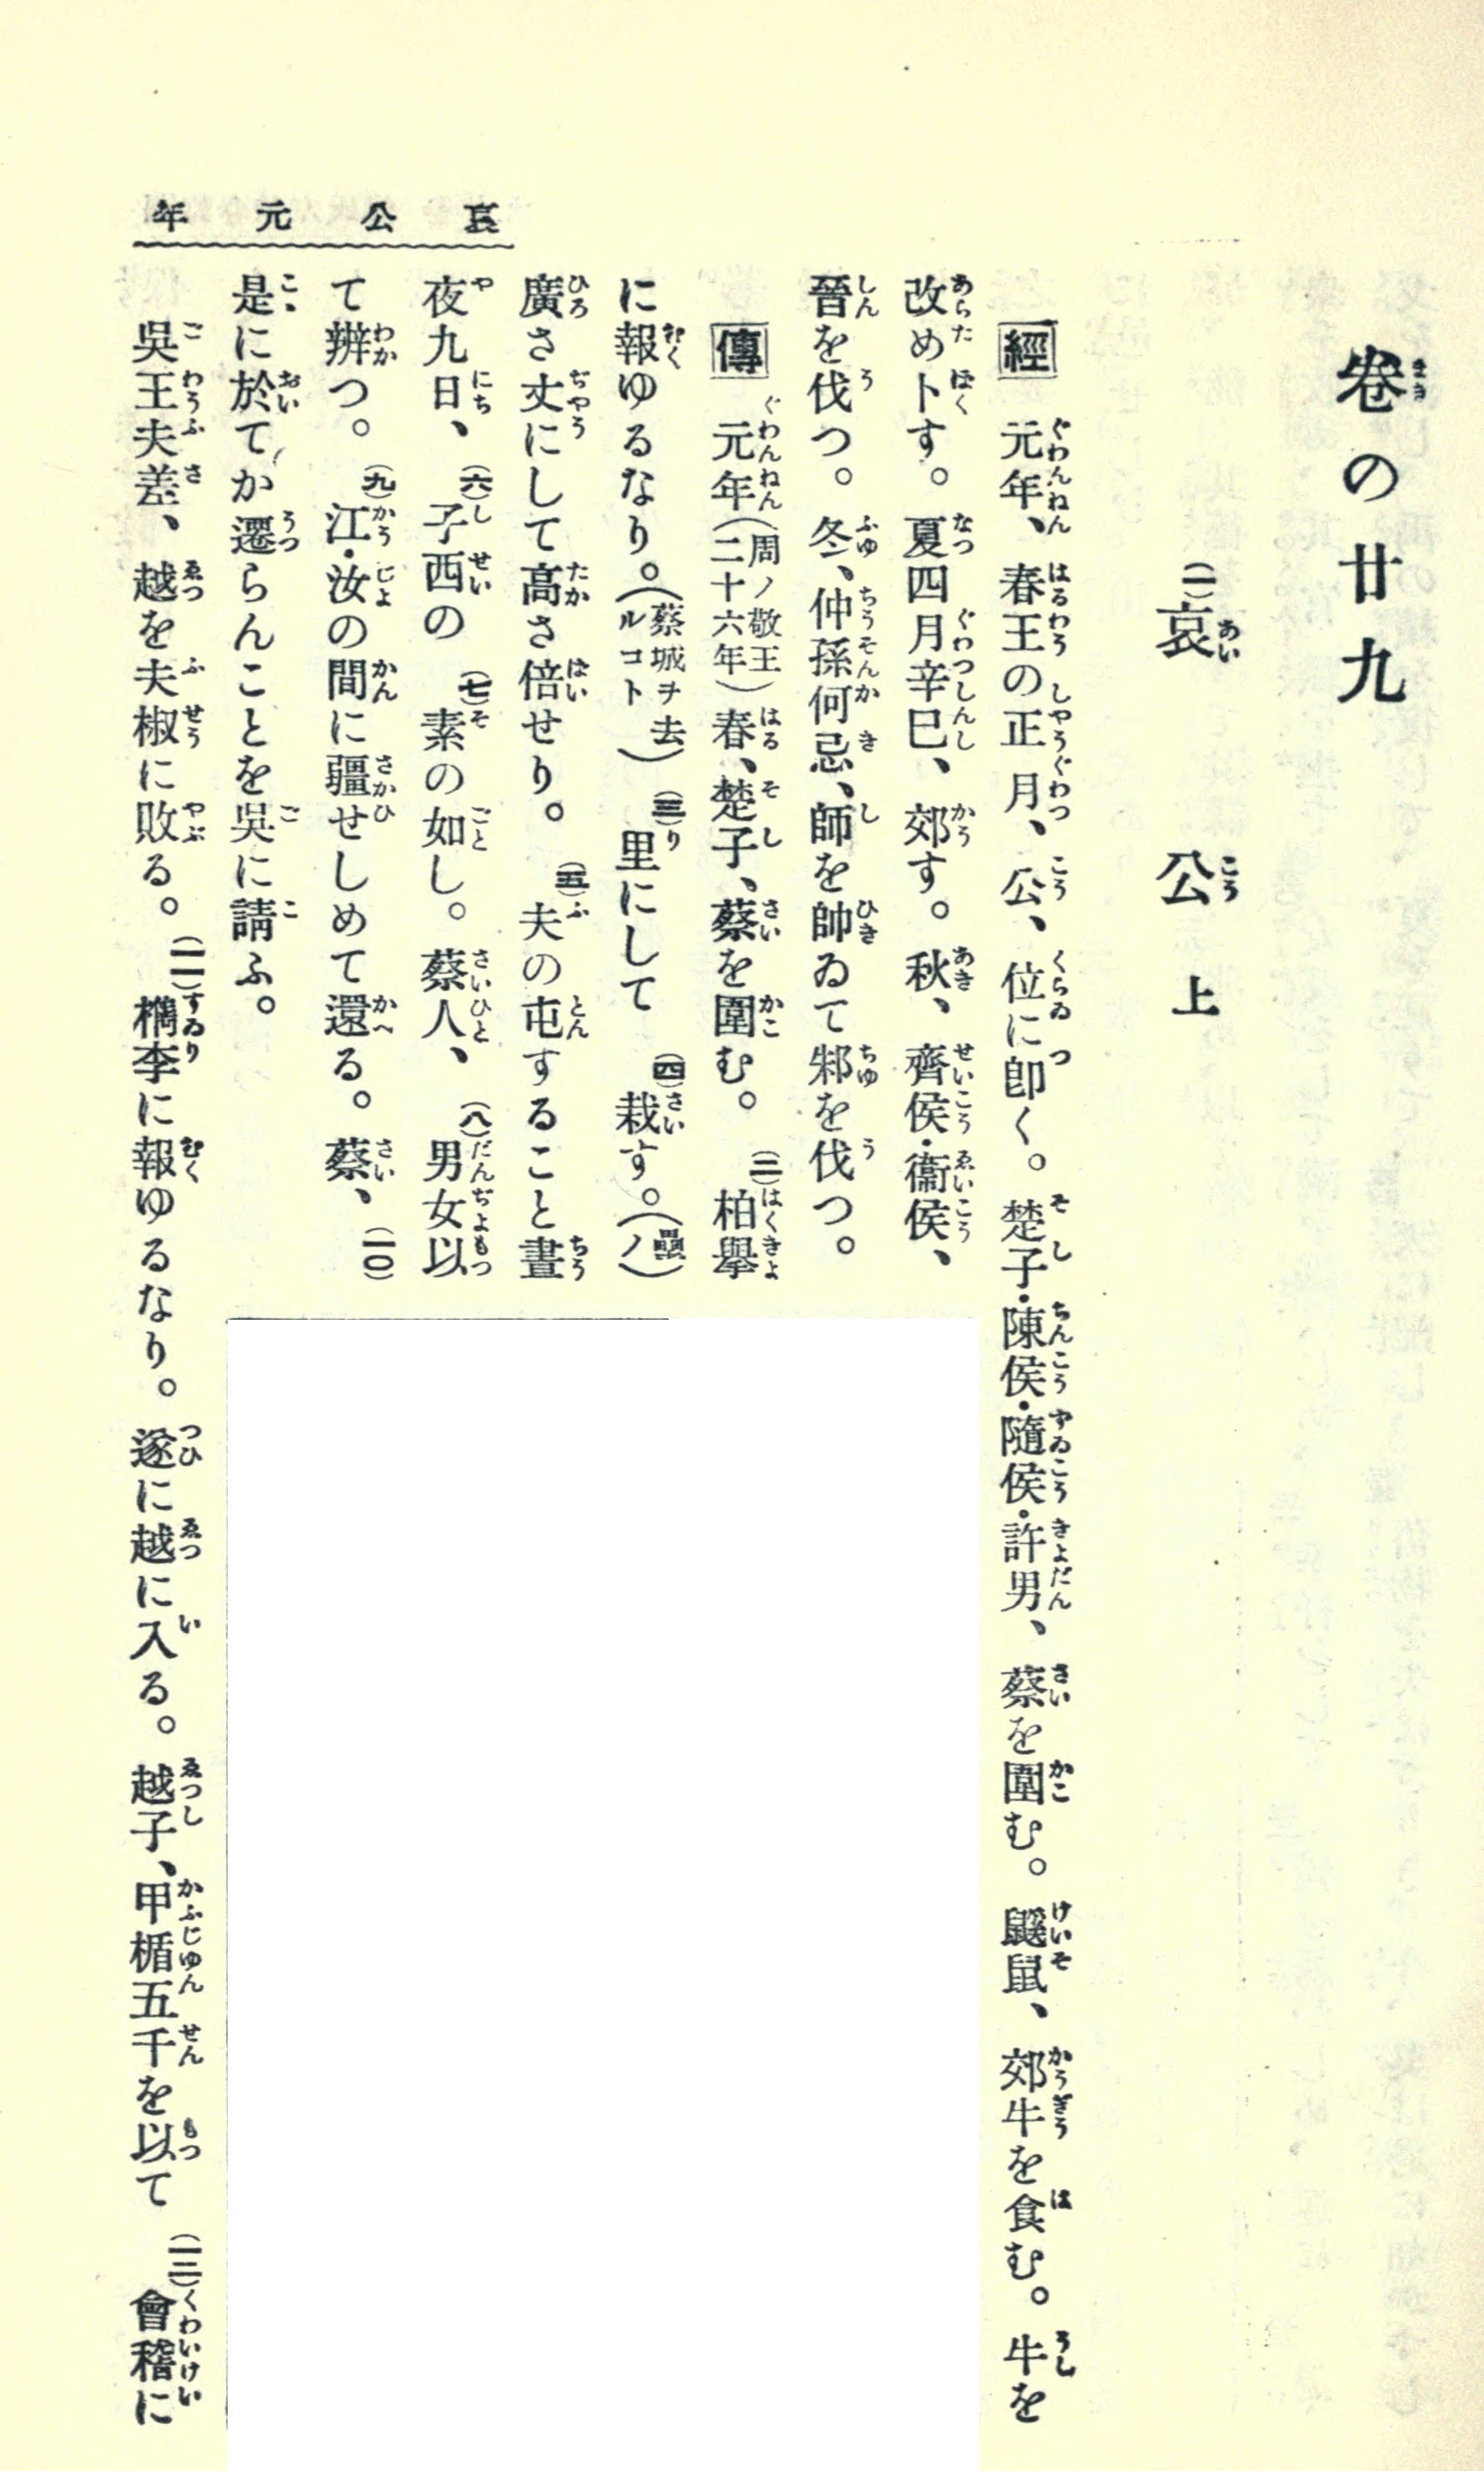 卷の廿九
(一)哀公上
經 元年、春王の正月、公、位に卽く。楚子・陳侯・隨侯・許男、蔡を圍む。鼷鼠、郊牛を食む。牛を
改め卜す。夏四月辛巳、郊す。秋、齊侯・衞侯、
晉を伐つ。冬、仲孫何忌、師を帥ゐて邾を伐つ。
傳 元年(周ノ敬王二十六年)春、楚子、蔡を圍む。(二)柏擧
に報ゆるなり。(蔡城ヲ去ルコト)(三)里にして(四)栽す。(ノ)
廣さ丈にして高さ倍せり。(五)夫の屯すること晝
夜九日、(六)子西の(七)素の如し。蔡人、(八)男女以
て辨つ。(九)江・汝の間に疆せしめて還る。蔡、(一〇)
是に於てか遷らんことを吳に請ふ。
吳王夫差、越を夫椒に敗る。(一一)檇李に報ゆるなり。遂に越に入る。越子、甲楯五千を以て(一二)會稽に
哀公元年